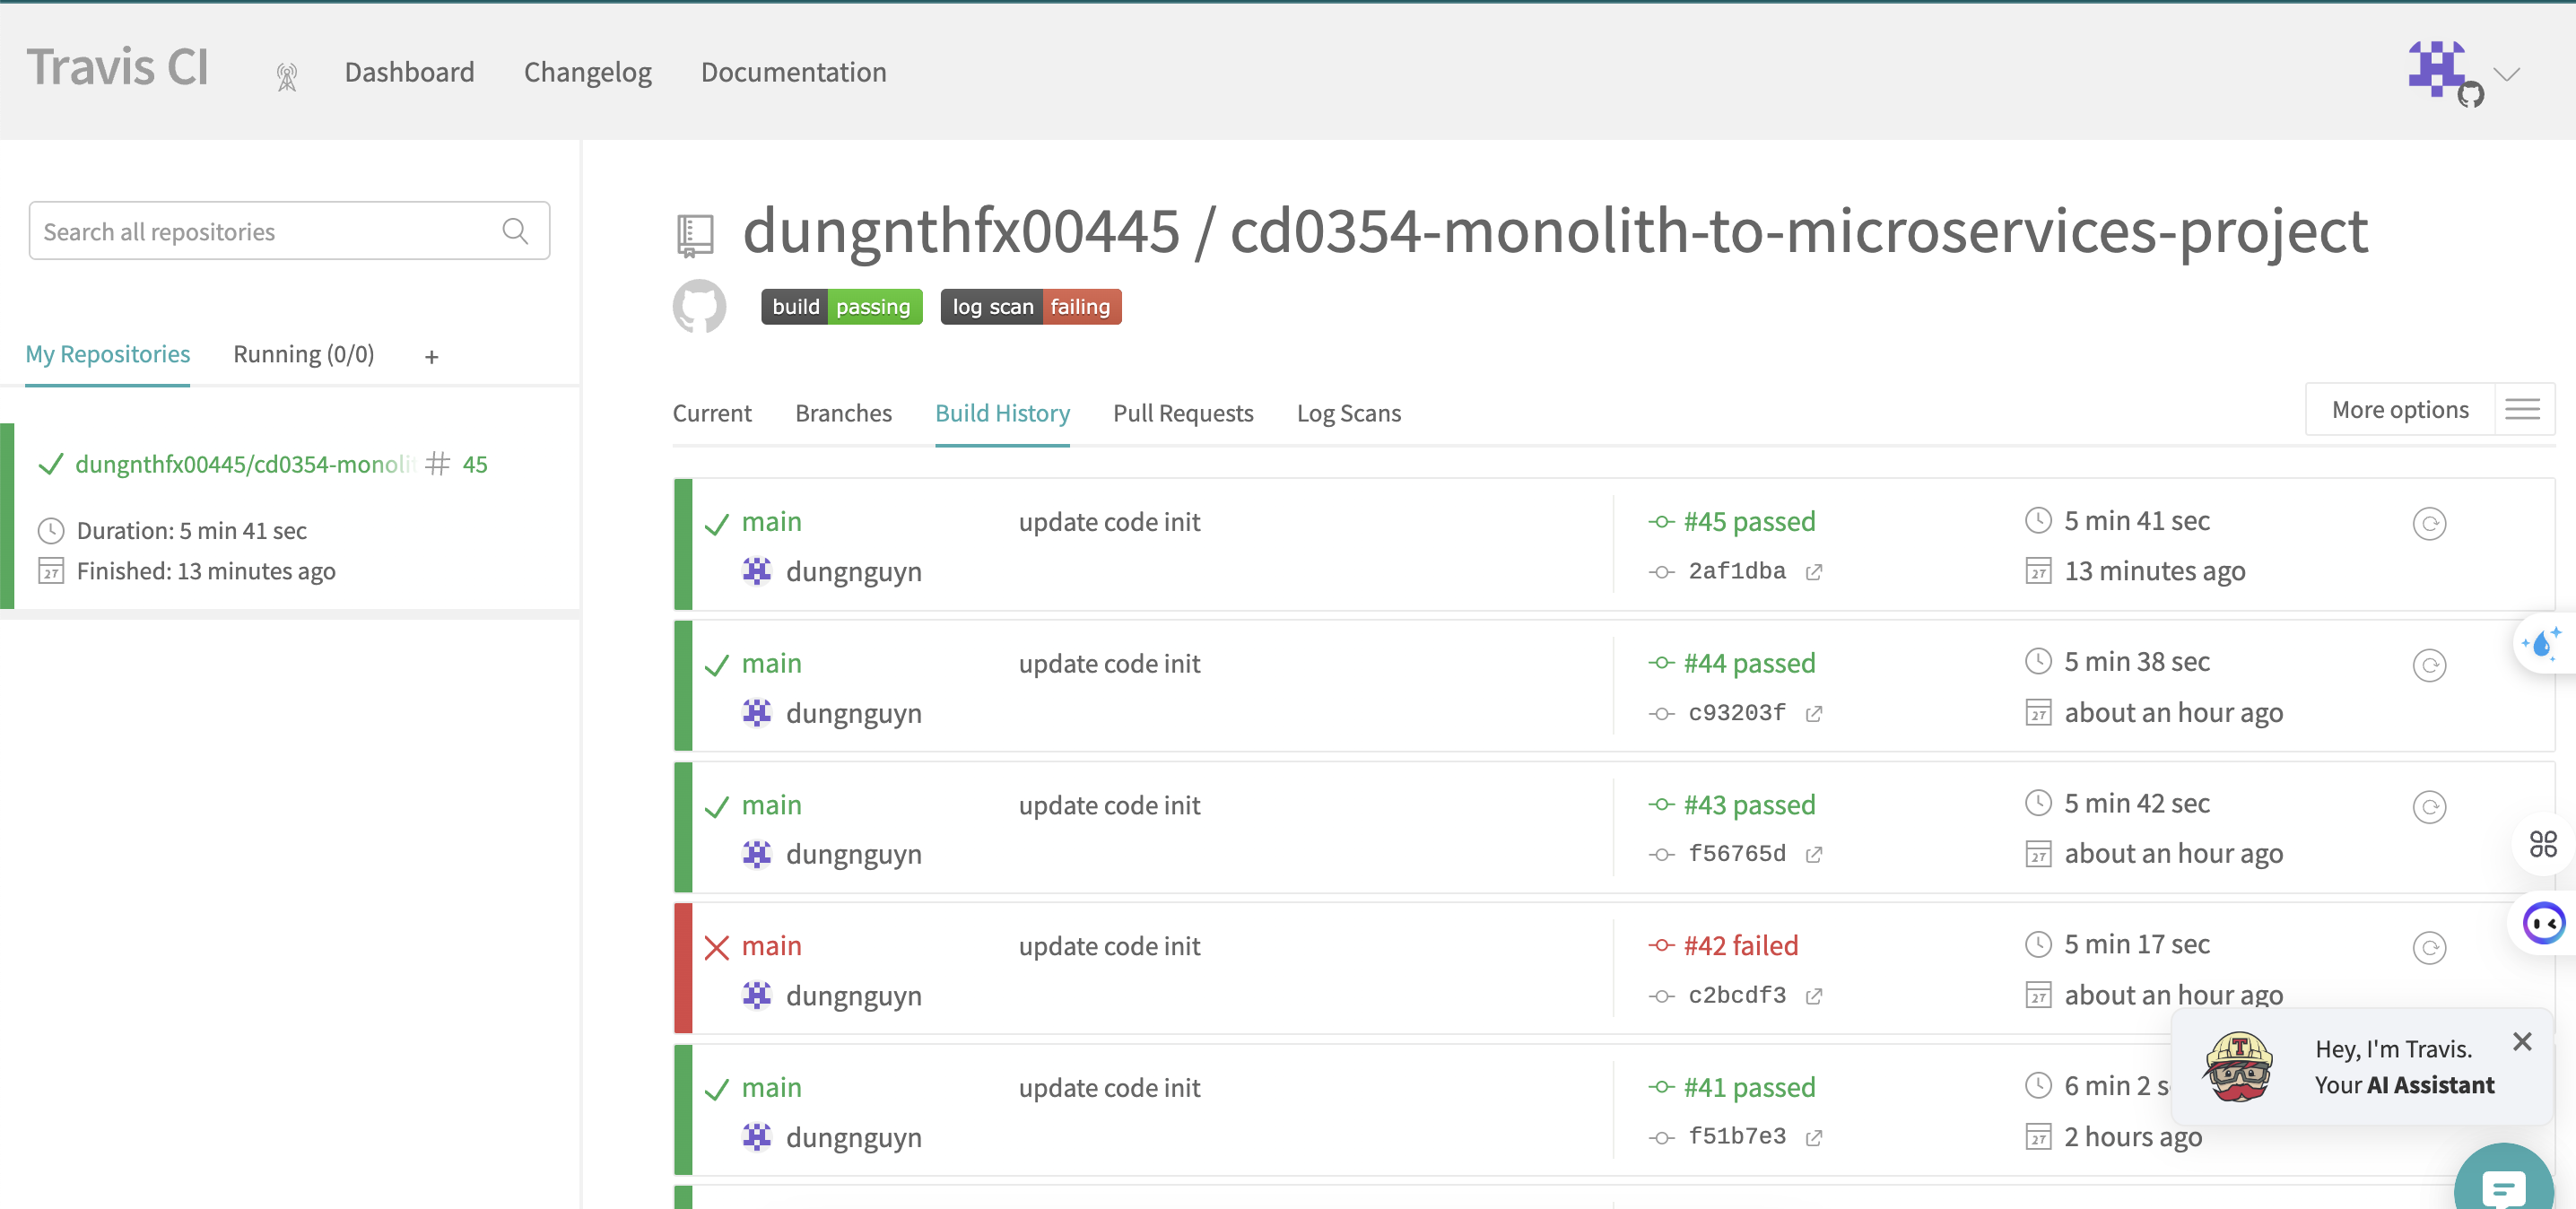 Travis CI
Dashboard
Changelog
Documentation
Search all repositories
My Repositories
Running (0/0)
+
dungnthfx00445/cd0354-monoli
# 45
Duration: 5 min 41 sec
Finished: 13 minutes ago
dungnthfx00445 / cd0354-monolith-to-microservices-project
build passing
log scan failing
Current
Branches
Build History
Pull Requests
Log Scans
More options
main
update code init
#45 passed
5 min 41 sec
dungnguyn
2af1dba
27
13 minutes ago
main
update code init
#44 passed
5 min 38 sec
dungnguyn
c93203f
27
about an hour ago
main
update code init
#43 passed
5 min 42 sec
dungnguyn
f56765d
27
about an hour ago
main
update code init
#42 failed
5 min 17 sec
dungnguyn
c2bcdf3
27
about an hour ago
main
update code init
#41 passed
6 min 2 s
dungnguyn
f51b7e3
27
2 hours ago
T
Hey, I'm Travis.
Your AI Assistant